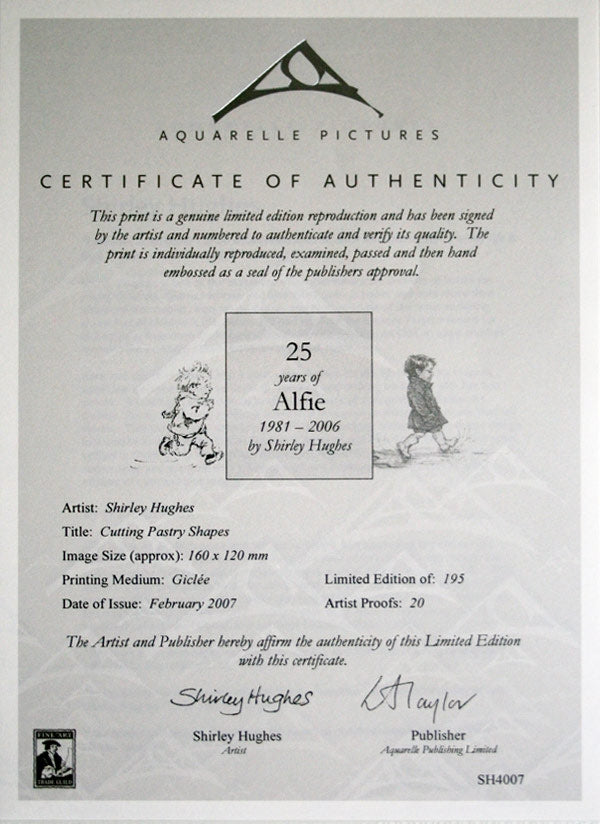 AQUARELLE PICTURES
CERTIFICATE OF AUTHENTICITY
This print is a genuine limited edition reproduction and has been signed
by the artist and numbered to authenticate and verify its quality. The
print is individually reproduced, examined, passed and then hand
embossed as a seal of the publishers approval.
25
years of
Alfie
1981 – 2006
by Shirley Hughes
Artist: Shirley Hughes
Title: Cutting Pastry Shapes
Image Size (approx): 160 x 120 mm
Printing Medium: Giclée
Limited Edition of: 195
Date of Issue: February 2007
Artist Proofs: 20
The Artist and Publisher hereby affirm the authenticity of this Limited Edition
with this certificate.
Shirley Hughes
Taylor
Shirley Hughes
Publisher
Artist
Aquarelle Publishing Limited
FINE ART
TRADE GUILD
SH4007